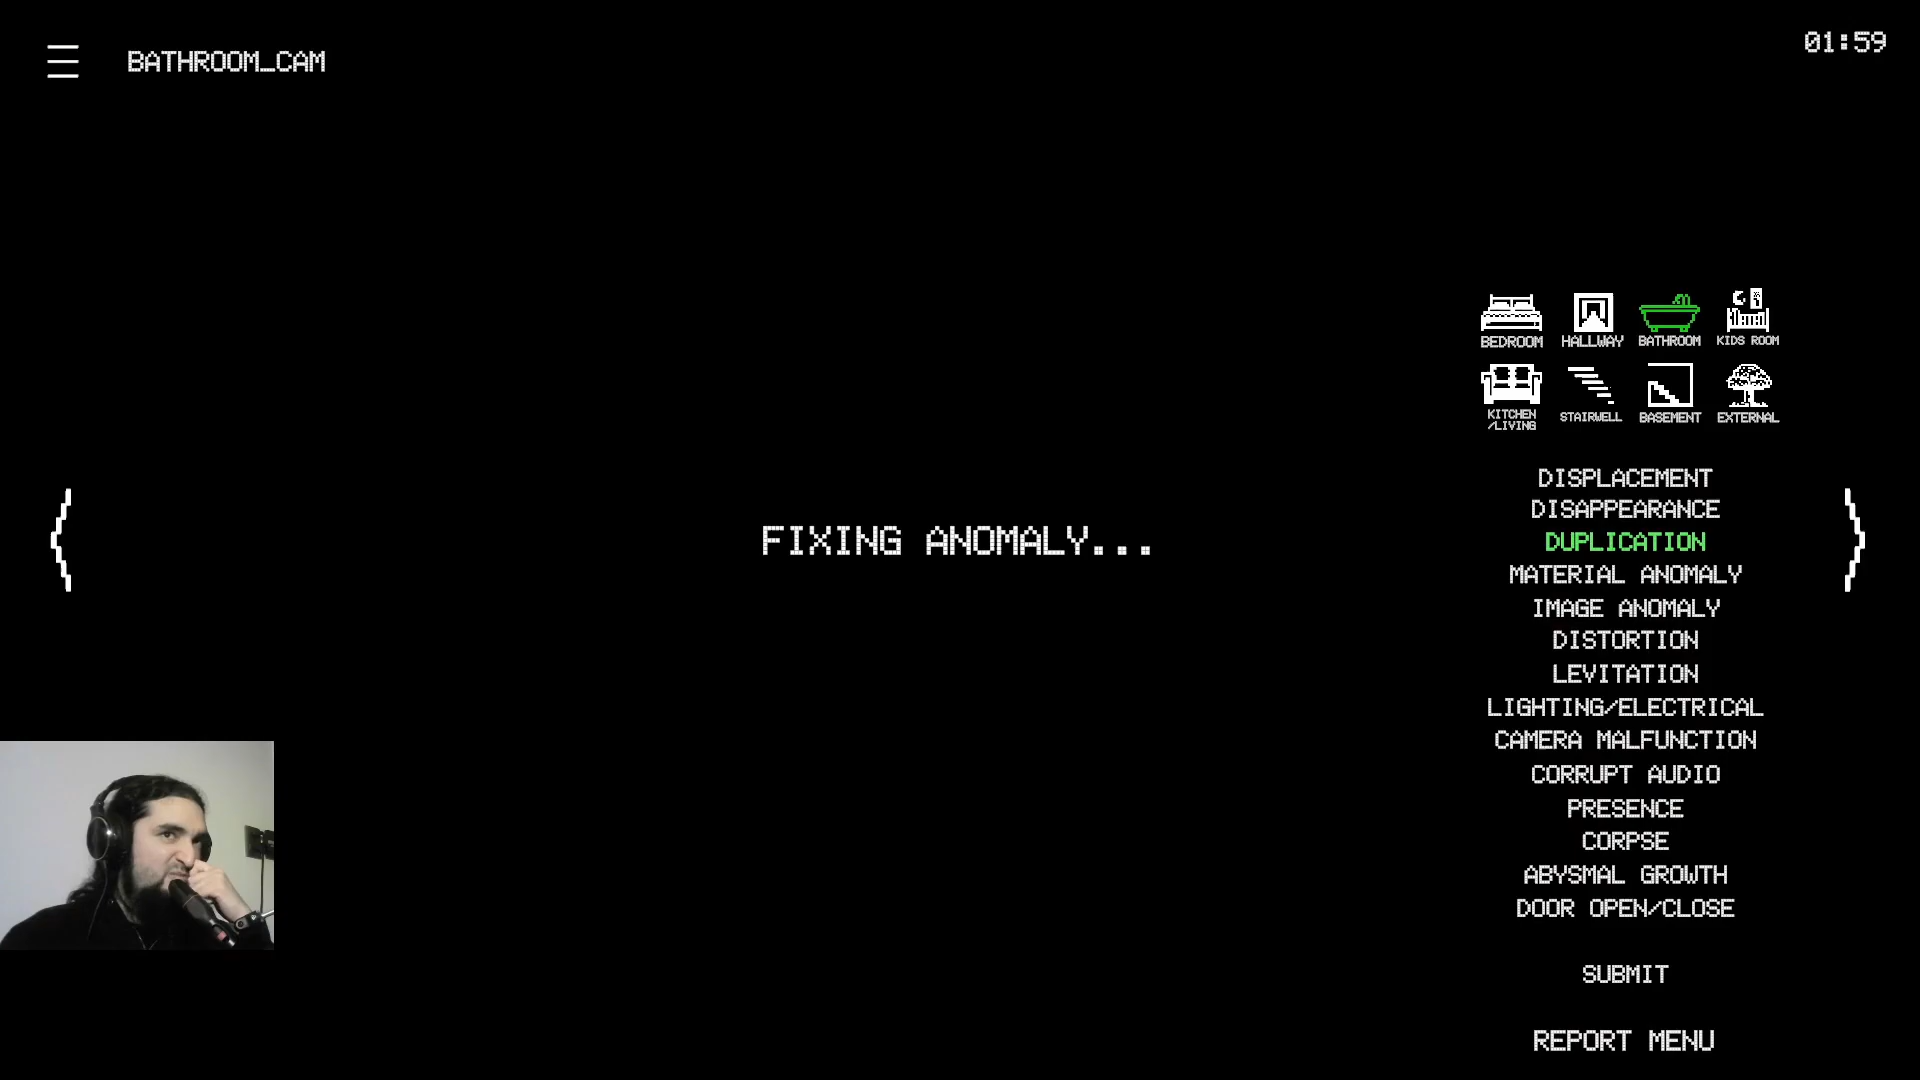 BATHROOM_CAM
01:59
BEDROOM HALLWAY BATHROOM KIDS ROOM
KITCHEN
/LIVING STAIRWELL BASEMENT EXTERNAL
FIXING ANOMALY...
DISPLACEMENT
DISAPPEARANCE
DUPLICATION
MATERIAL ANOMALY
IMAGE ANOMALY
DISTORTION
LEVITATION
LIGHTING/ELECTRICAL
CAMERA MALFUNCTION
CORRUPT AUDIO
PRESENCE
CORPSE
ABYSMAL GROWTH
DOOR OPEN/CLOSE
SUBMIT
REPORT MENU